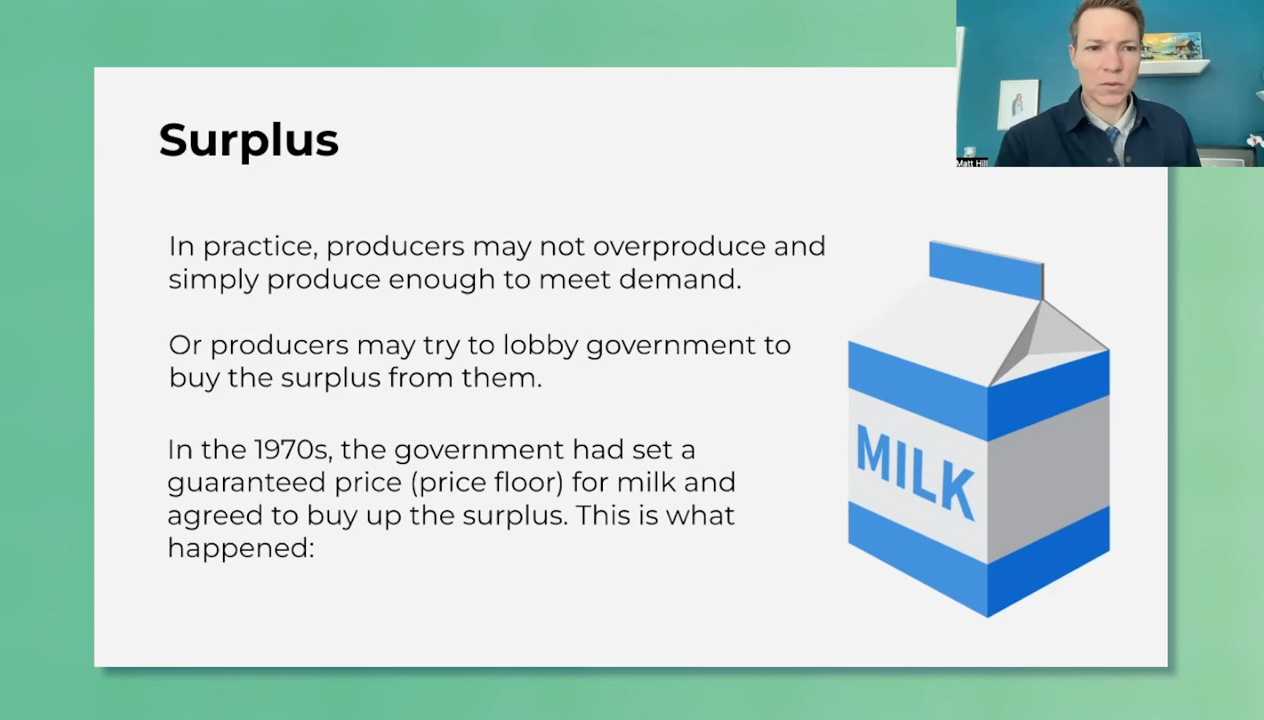 Surplus
Matt Hill
In practice, producers may not overproduce and
simply produce enough to meet demand.
Or producers may try to lobby government to
buy the surplus from them.
In the 1970s, the government had set a
guaranteed price (price floor) for milk and
agreed to buy up the surplus. This is what
happened:
MILK